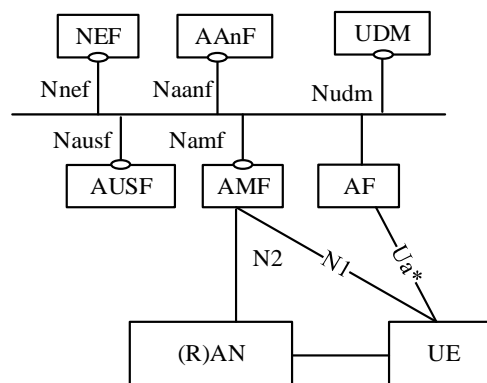 NEF
AAnF
UDM
Nnef
Naanf
Nudm
Nausf
Namf
AUSF
AMF
AF
N2
N1
Ua*
(R)AN
UE